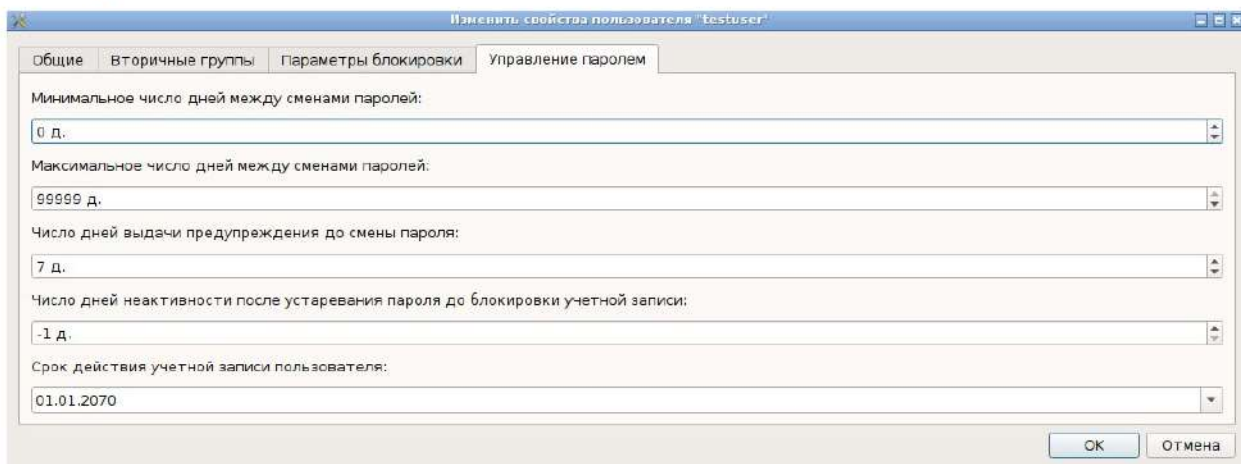 Изменить свойства пользователя "testuser"
Общие Вторичные группы Параметры блокировки Управление паролем
Минимальное число дней между сменами паролей:
0 д.
Максимальное число дней между сменами паролей:
99999 д.
Число дней выдачи предупреждения до смены пароля:
7 д.
Число дней неактивности после устаревания пароля до блокировки учетной записи:
-1 д.
Срок действия учетной записи пользователя:
01.01.2070
OK Отмена